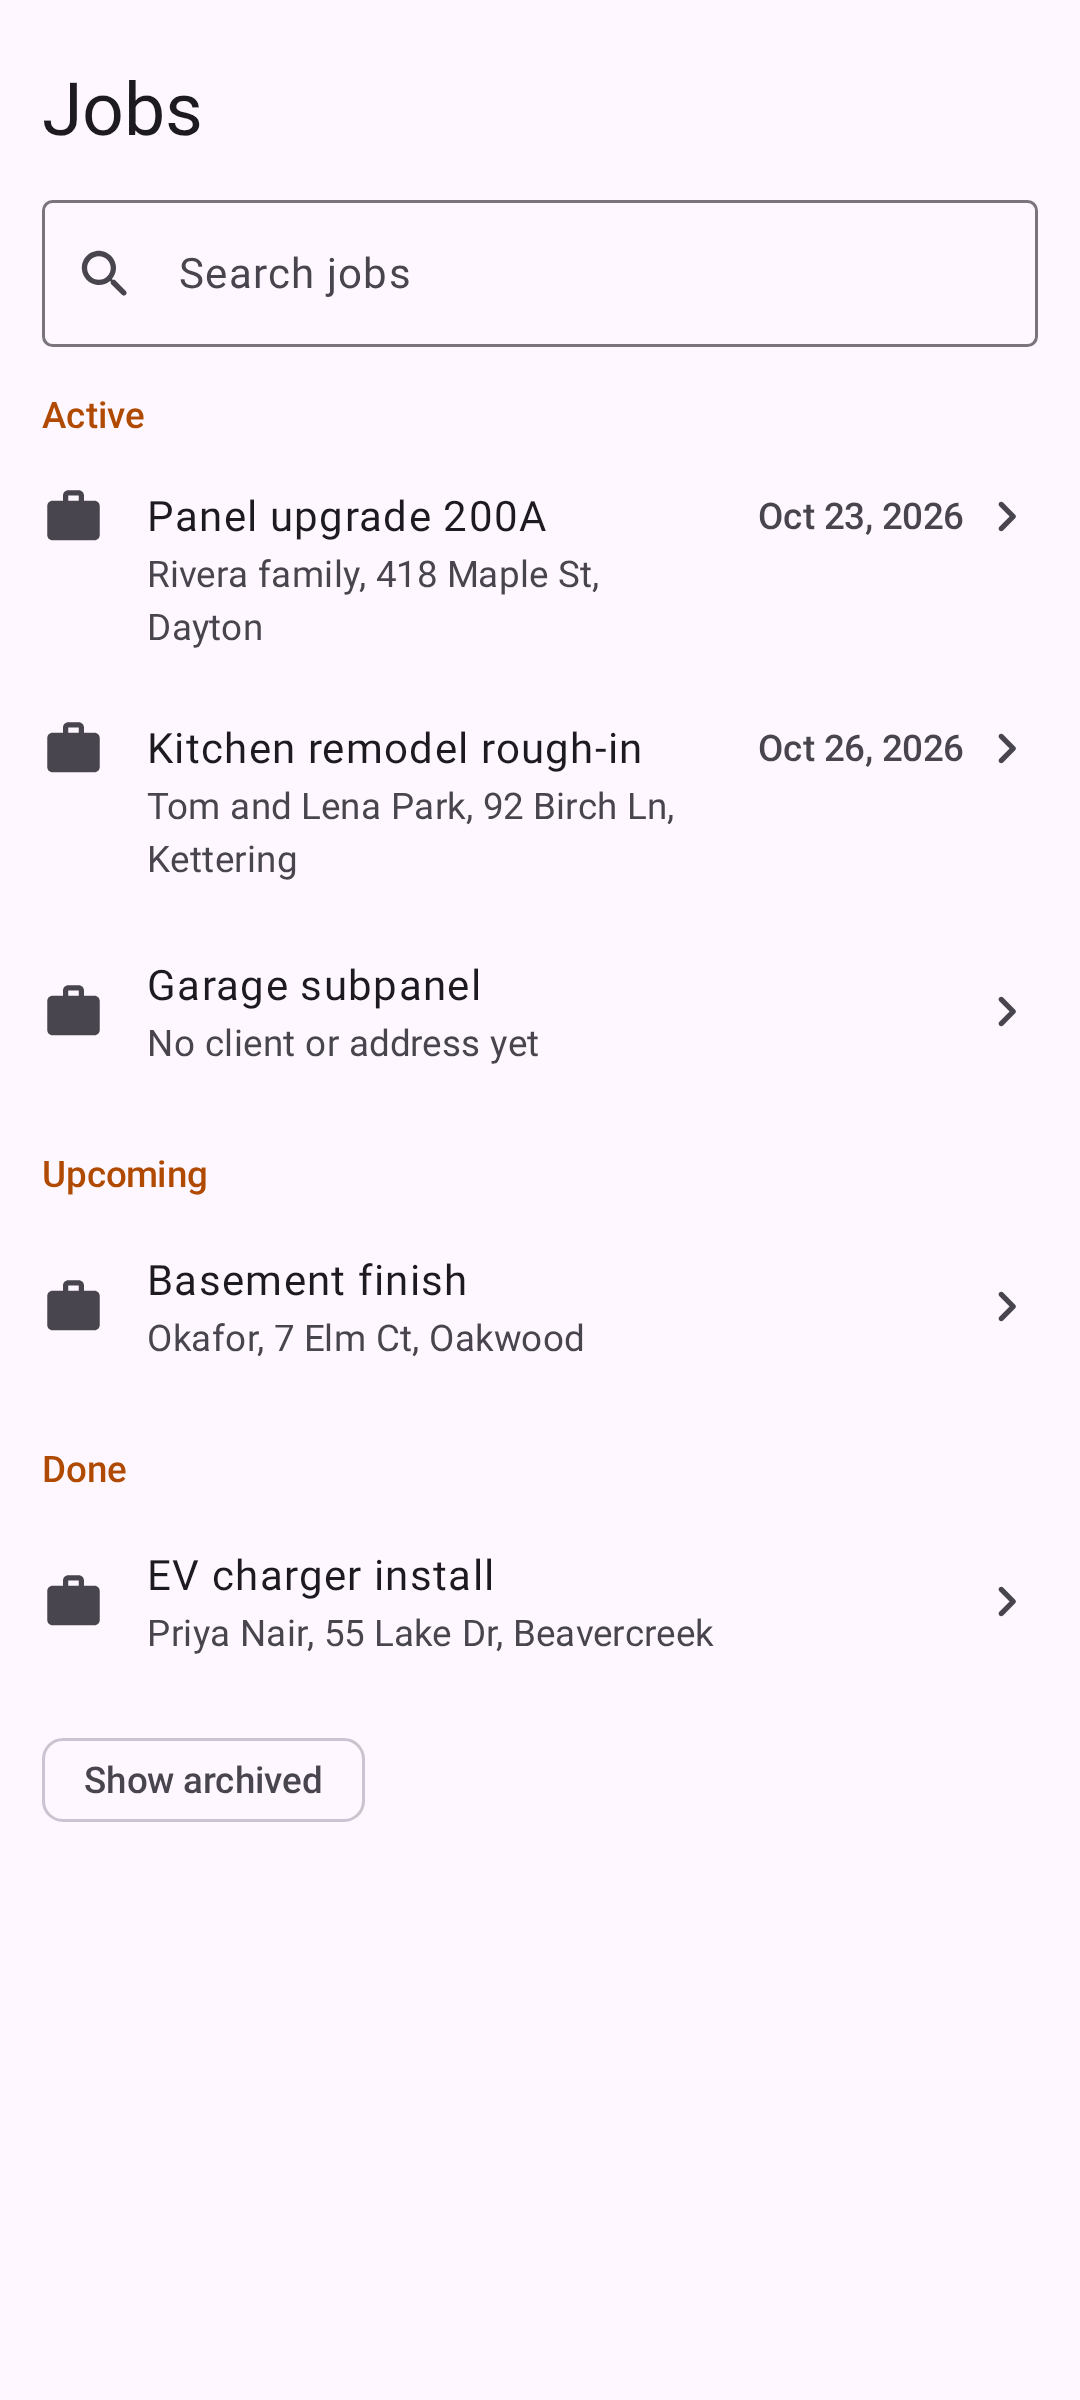 Jobs
Search jobs
Active
Panel upgrade 200A Oct 23, 2026
Rivera family, 418 Maple St,
Dayton
Kitchen remodel rough-in Oct 26, 2026
Tom and Lena Park, 92 Birch Ln,
Kettering
Garage subpanel
No client or address yet
Upcoming
Basement finish
Okafor, 7 Elm Ct, Oakwood
Done
EV charger install
Priya Nair, 55 Lake Dr, Beavercreek
Show archived